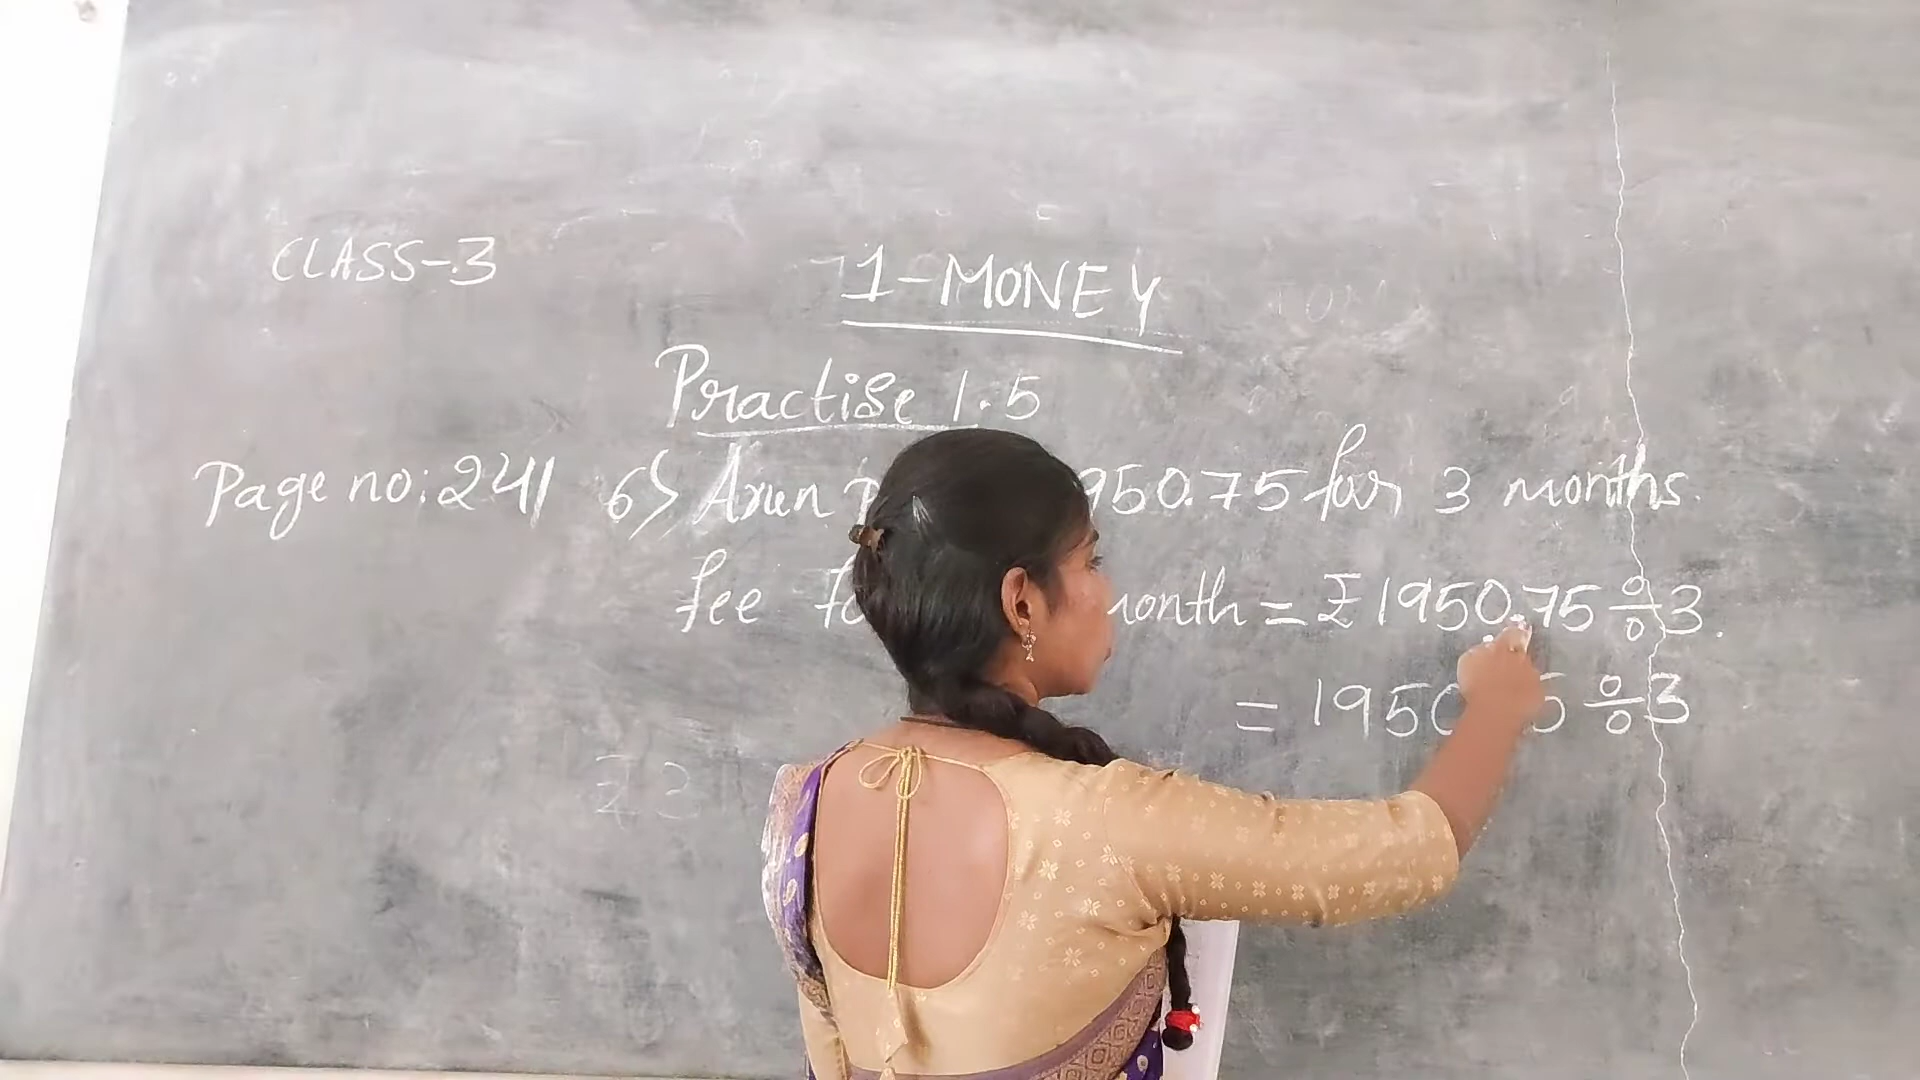 CLASS-3
1-MONEY
Practise 1.5
Page no: 241 6) Arun 950.75 for 3 months.
fee = ₹1950.75 ÷ 3.
= 1950 5 ÷ 3